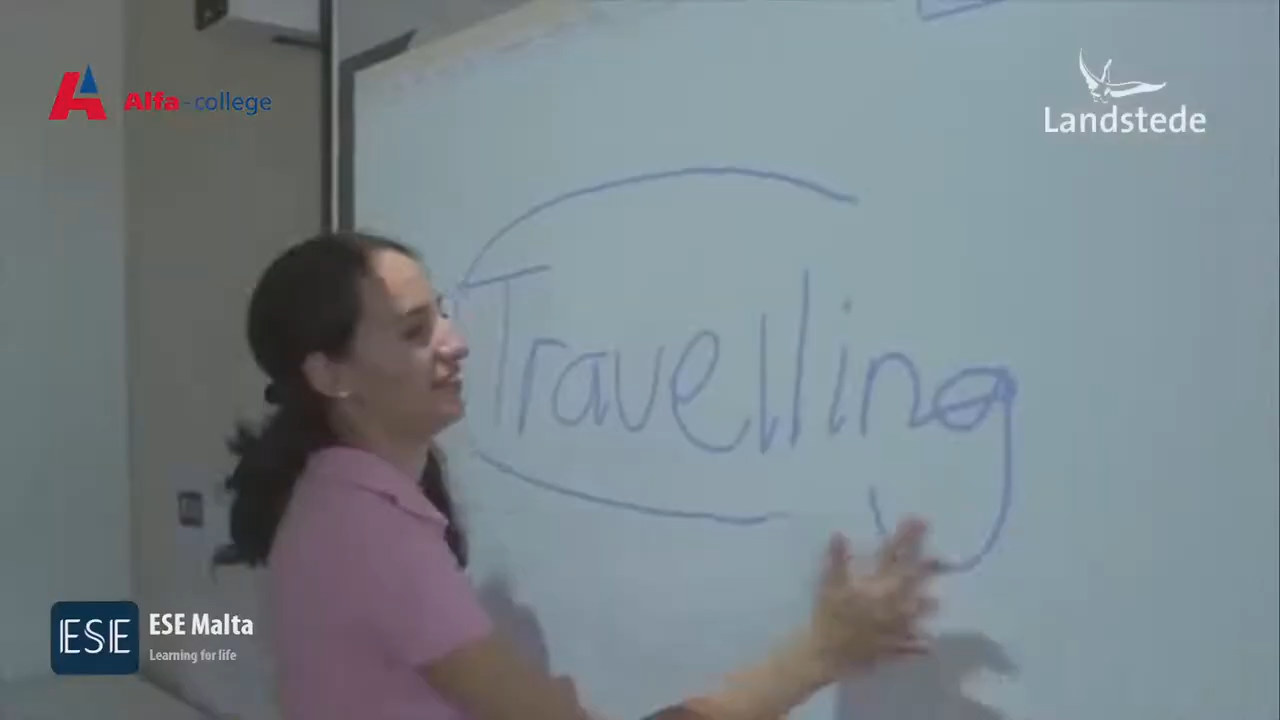 Alfa-college
Landstede
Travelling
ESE
ESE Malta
Learning for life